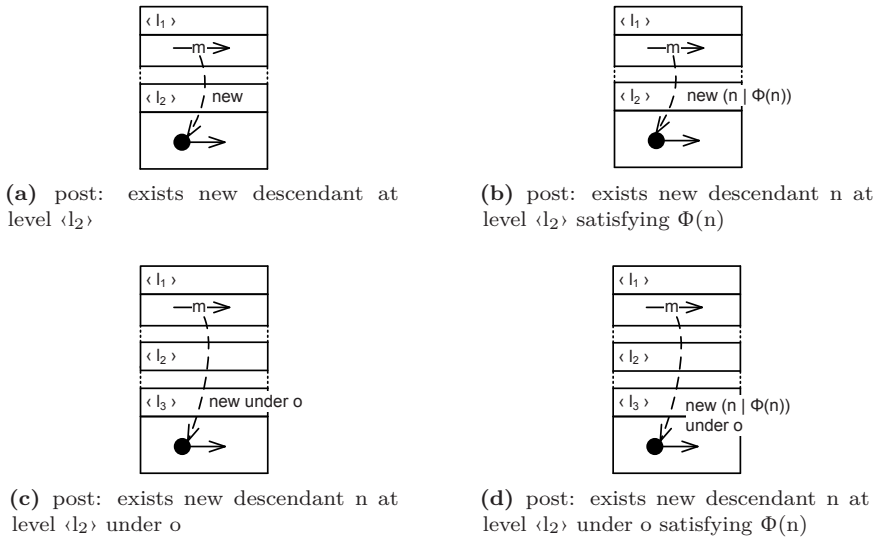 ‹ l₁ ›
m
‹ l₂ ›
new
(a) post: exists new descendant at
level ‹l₂›
‹ l₁ ›
m
‹ l₂ ›
new (n | Φ(n))
(b) post: exists new descendant n at
level ‹l₂› satisfying Φ(n)
‹ l₁ ›
m
‹ l₂ ›
‹ l₃ ›
new under o
(c) post: exists new descendant n at
level ‹l₂› under o
‹ l₁ ›
m
‹ l₂ ›
‹ l₃ ›
new (n | Φ(n))
under o
(d) post: exists new descendant n at
level ‹l₂› under o satisfying Φ(n)